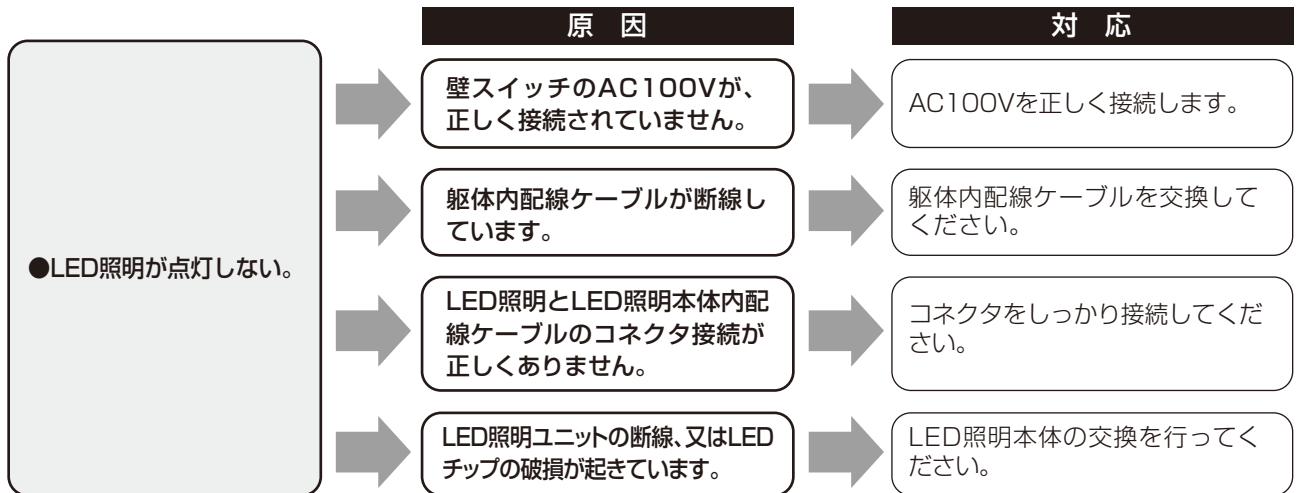 原 因
対 応
●LED照明が点灯しない。
壁スイッチのAC100Vが、
正しく接続されていません。
AC100Vを正しく接続します。
躯体内配線ケーブルが断線し
ています。
躯体内配線ケーブルを交換して
ください。
LED照明とLED照明本体内配
線ケーブルのコネクタ接続が
正しくありません。
コネクタをしっかり接続してくだ
さい。
LED照明ユニットの断線、又はLED
チップの破損が起きています。
LED照明本体の交換を行ってく
ださい。